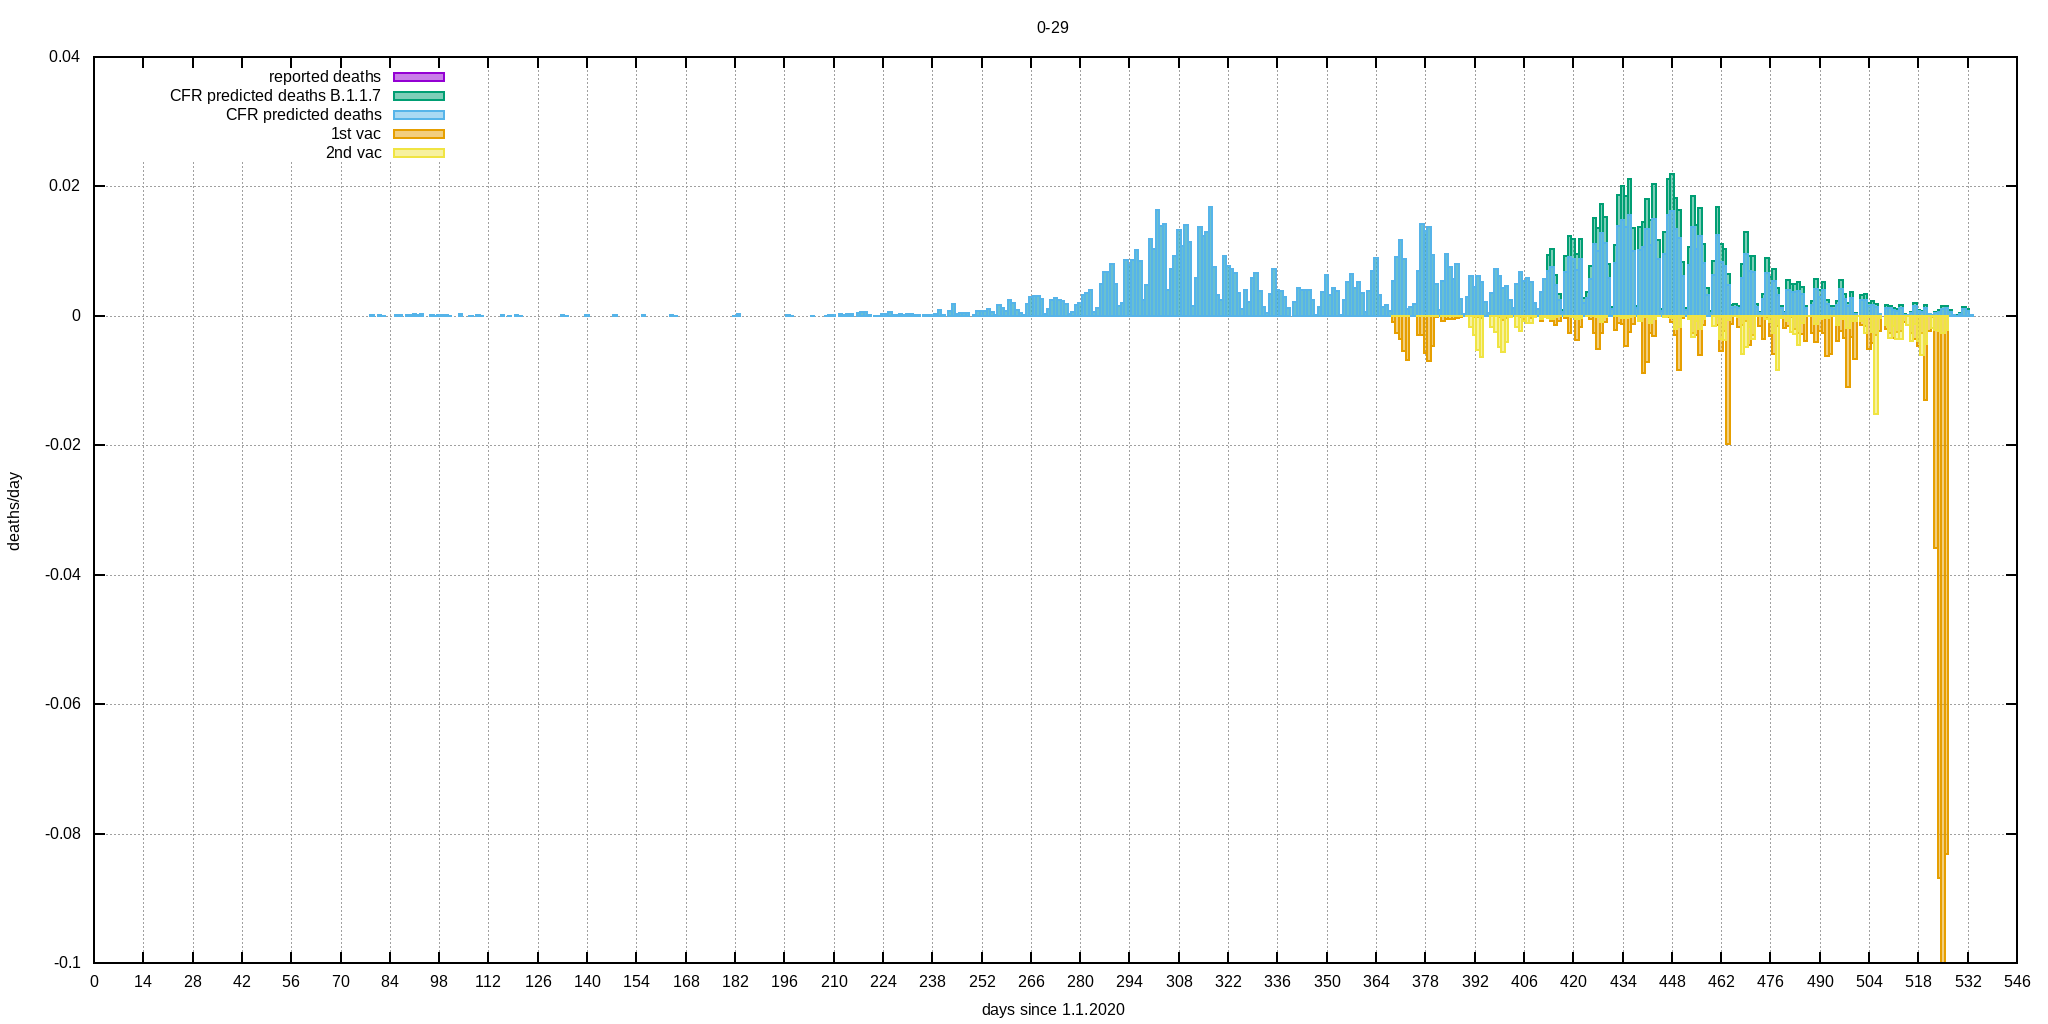 0-29
0.04
0.02
0
-0.02
-0.04
-0.06
-0.08
-0.1
deaths/day
reported deaths
CFR predicted deaths B.1.1.7
CFR predicted deaths
1st vac
2nd vac
0 14 28 42 56 70 84 98 112 126 140 154 168 182 196 210 224 238 252 266 280 294 308 322 336 350 364 378 392 406 420 434 448 462 476 490 504 518 532 546
days since 1.1.2020